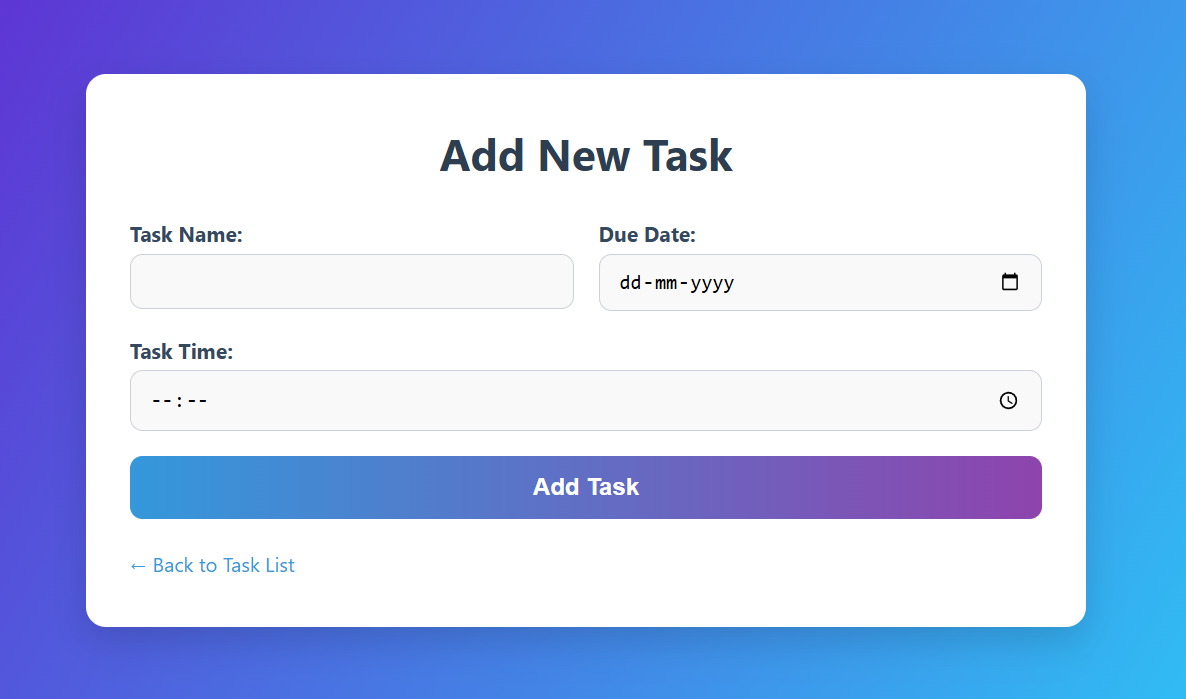 Add New Task
Task Name:
Due Date:
dd-mm-yyyy
Task Time:
--:--
Add Task
← Back to Task List